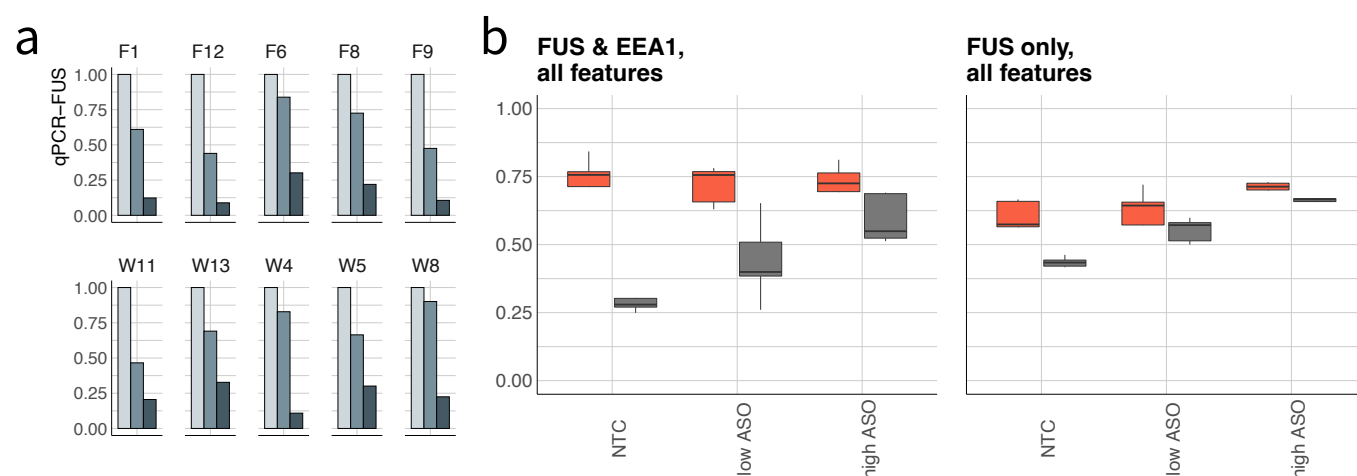 a
F1 F12 F6 F8 F9
qPCR−FUS
1.00
0.75
0.50
0.25
0.00
W11 W13 W4 W5 W8
1.00
0.75
0.50
0.25
0.00
b
FUS & EEA1,
all features
1.00
0.75
0.50
0.25
0.00
NTC
low ASO
high ASO
FUS only,
all features
NTC
low ASO
high ASO